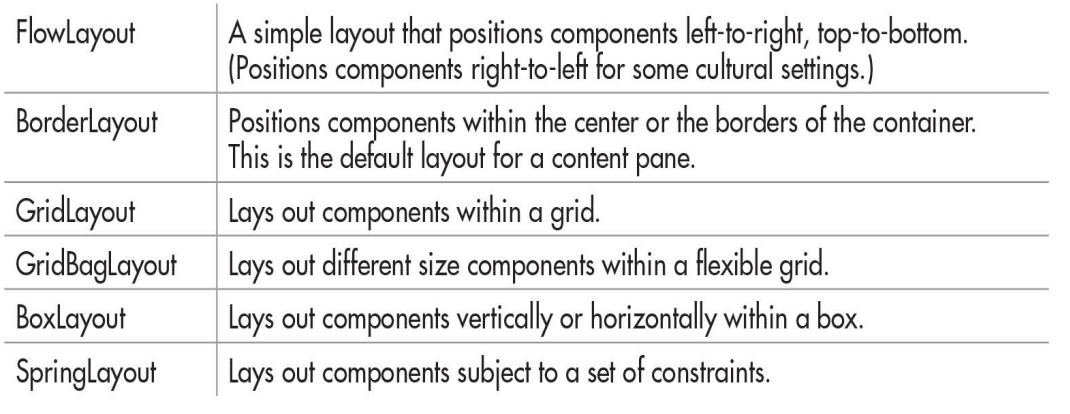 FlowLayout A simple layout that positions components left-to-right, top-to-bottom.
(Positions components right-to-left for some cultural settings.)
BorderLayout Positions components within the center or the borders of the container.
This is the default layout for a content pane.
GridLayout Lays out components within a grid.
GridBagLayout Lays out different size components within a flexible grid.
BoxLayout Lays out components vertically or horizontally within a box.
SpringLayout Lays out components subject to a set of constraints.